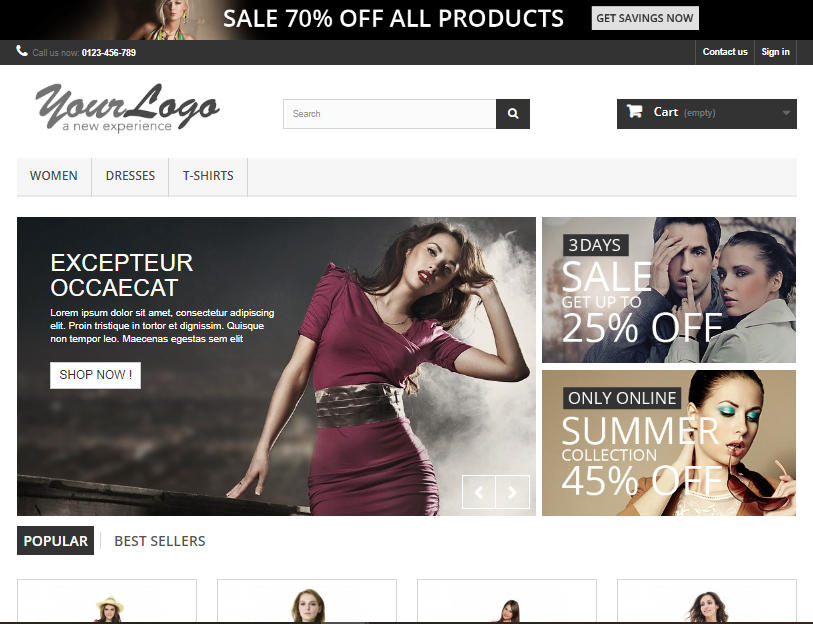 SALE 70% OFF ALL PRODUCTS
GET SAVINGS NOW
Call us now: 0123-456-789
Contact us
Sign in
YourLogo
a new experience
Search
Cart (empty)
WOMEN
DRESSES
T-SHIRTS
EXCEPTEUR
OCCAECAT
Lorem ipsum dolor sit amet, consectetur adipiscing
elit. Proin tristique in tortor et dignissim. Quisque
non tempor leo. Maecenas egestas sem elit
SHOP NOW !
3 DAYS
SALE
GET UP TO
25% OFF
ONLY ONLINE
SUMMER
COLLECTION
45% OFF
POPULAR
BEST SELLERS